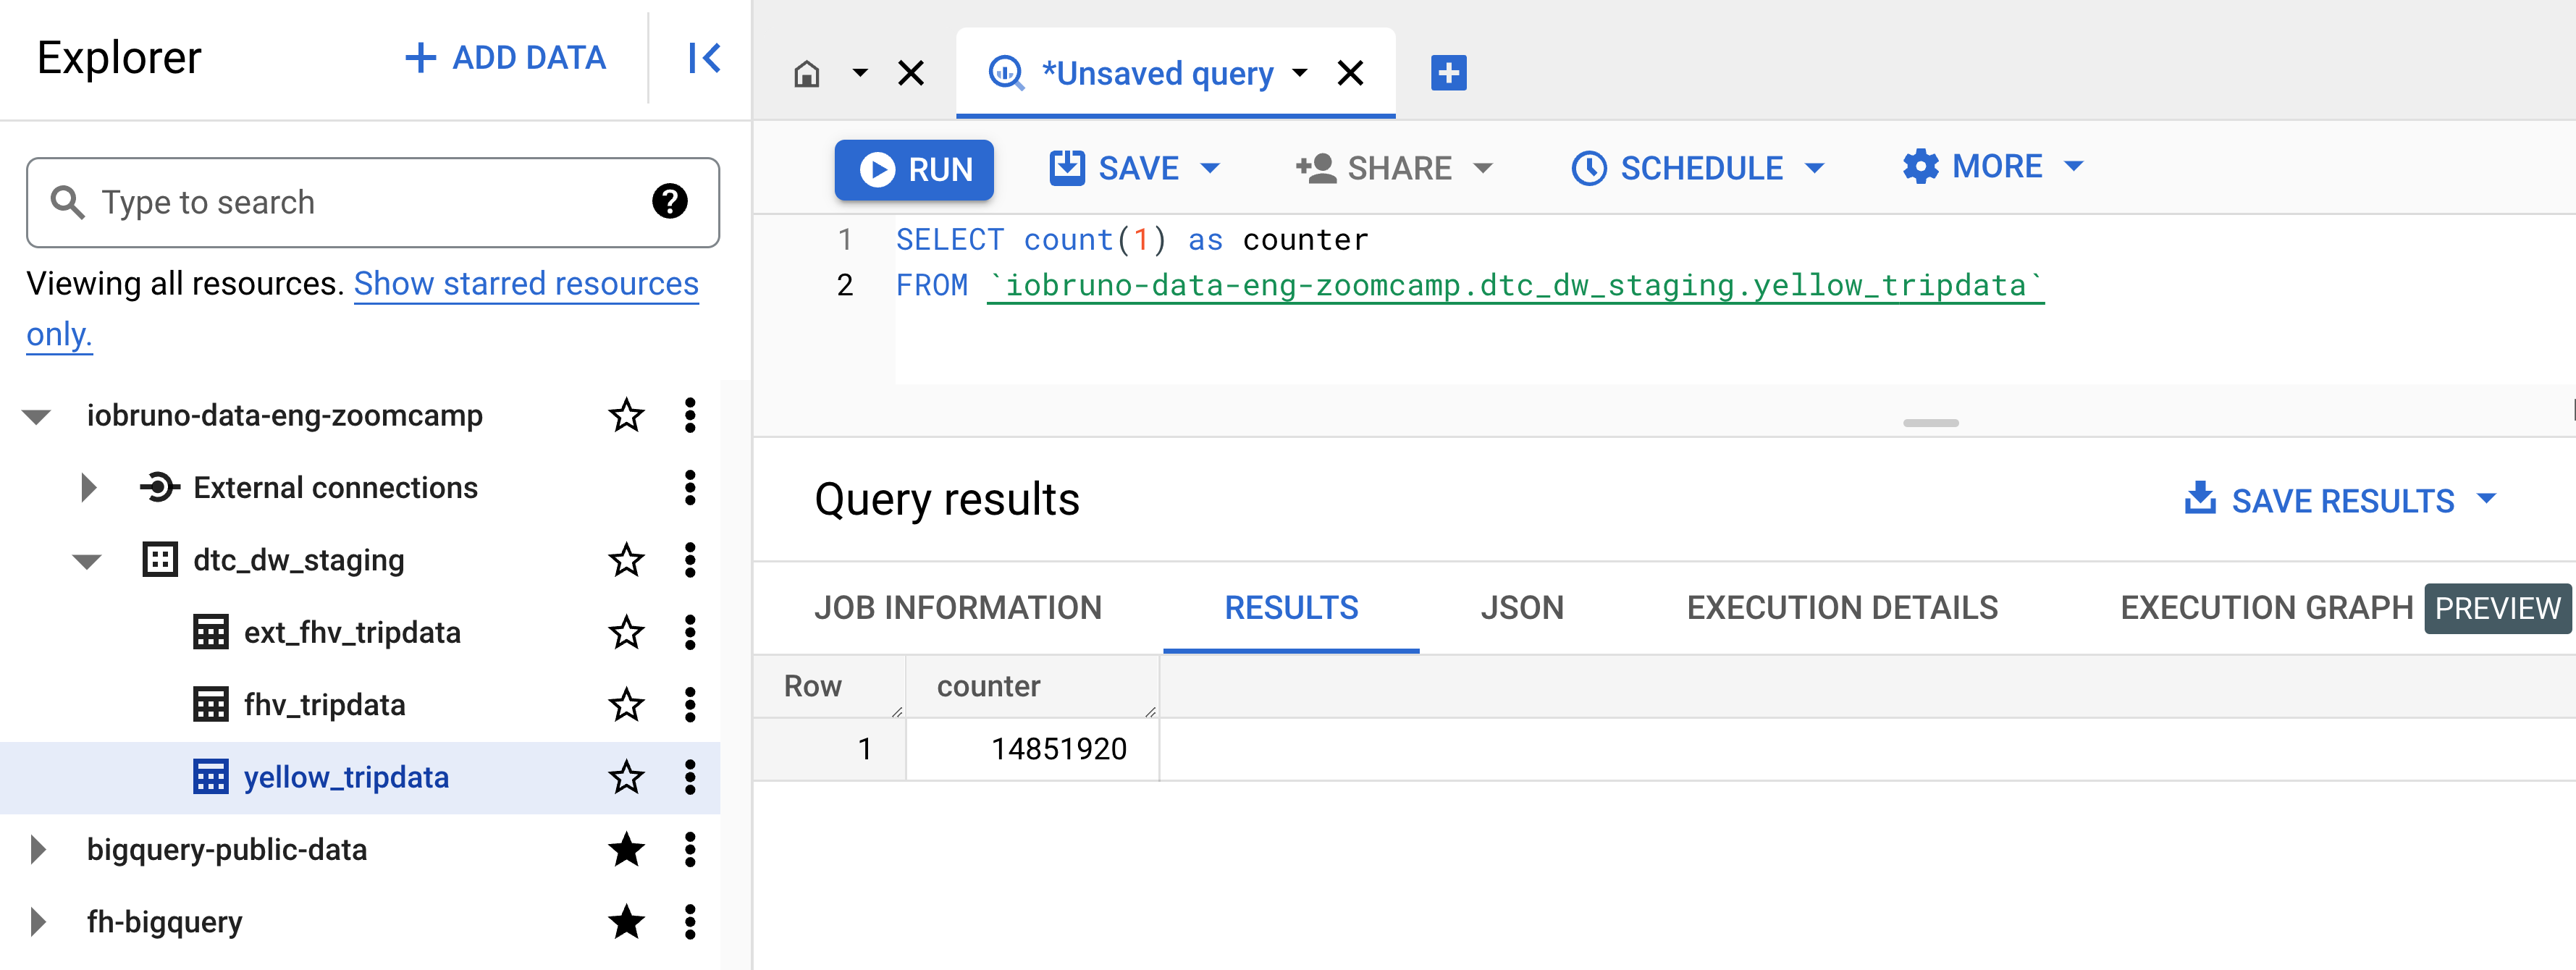 Explorer
ADD DATA
Type to search
Viewing all resources. Show starred resources
only.
iobruno-data-eng-zoomcamp
External connections
dtc_dw_staging
ext_fhv_tripdata
fhv_tripdata
yellow_tripdata
bigquery-public-data
fh-bigquery
*Unsaved query
RUN
SAVE
SHARE
SCHEDULE
MORE
1 SELECT count(1) as counter
2 FROM `iobruno-data-eng-zoomcamp.dtc_dw_staging.yellow_tripdata`
Query results
SAVE RESULTS
JOB INFORMATION
RESULTS
JSON
EXECUTION DETAILS
EXECUTION GRAPH PREVIEW
Row counter
1 14851920